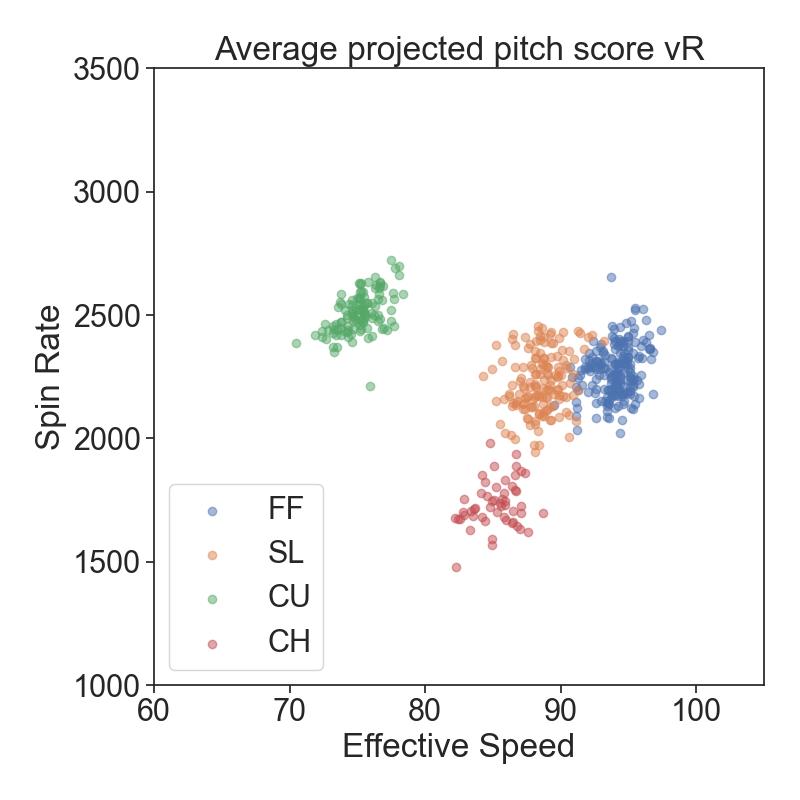 Average projected pitch score vR
3500
3000
2500
2000
1500
1000
Spin Rate
FF
SL
CU
CH
60 70 80 90 100
Effective Speed